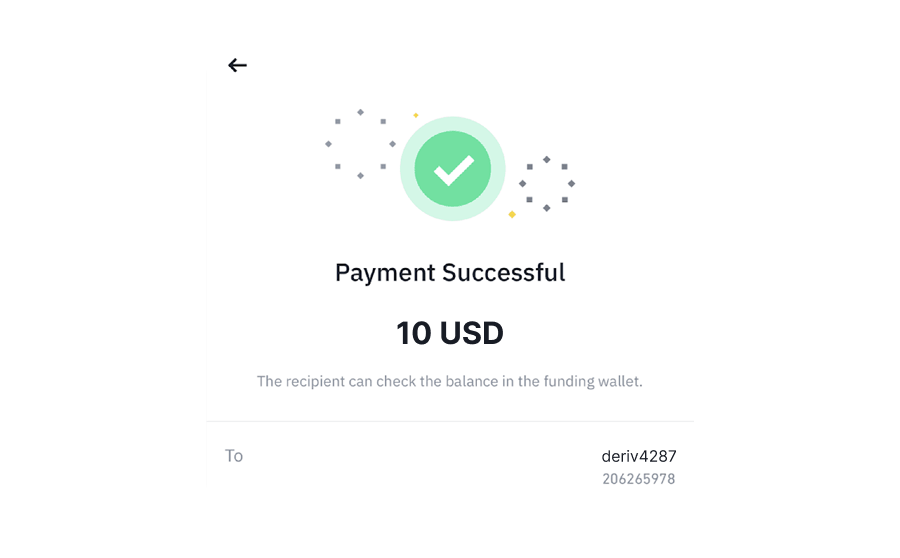 Payment Successful
10 USD
The recipient can check the balance in the funding wallet.
To deriv4287
206265978